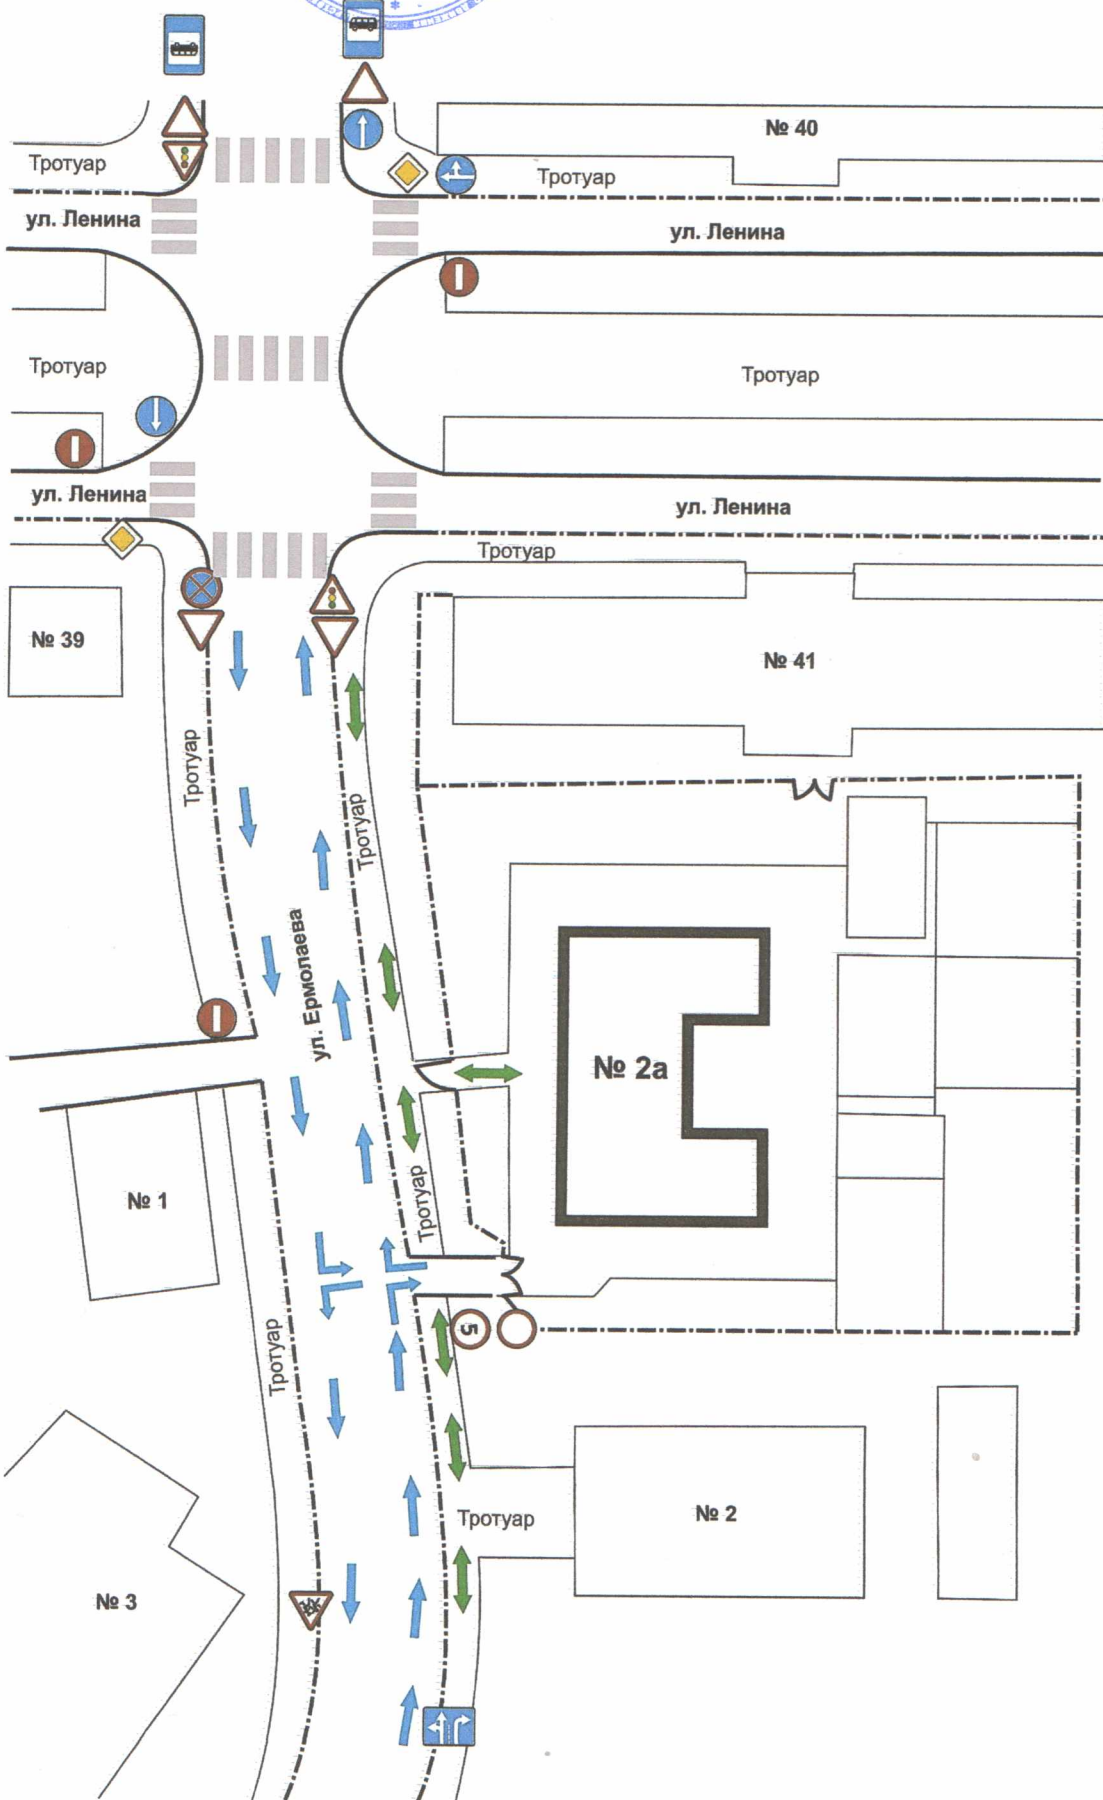 № 40
Тротуар
Тротуар
ул. Ленина
ул. Ленина
Тротуар
Тротуар
ул. Ленина
ул. Ленина
Тротуар
№ 39
№ 41
Тротуар
Тротуар
ул. Ермолаева
№ 2а
№ 1
Тротуар
5
Тротуар
№ 2
Тротуар
№ 3